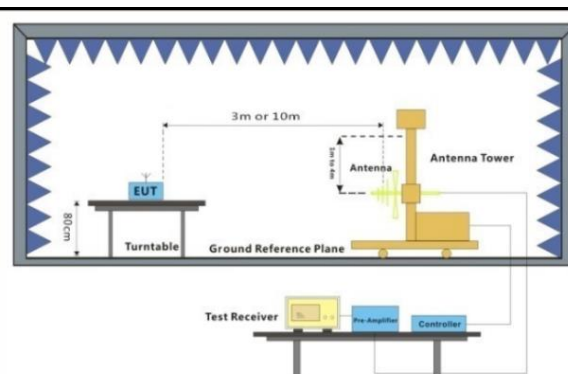 3m or 10m
Antenna
1m to 4m
Antenna Tower
EUT
80cm
Turntable
Ground Reference Plane
Test Receiver
Pre-Amplifier
Controller